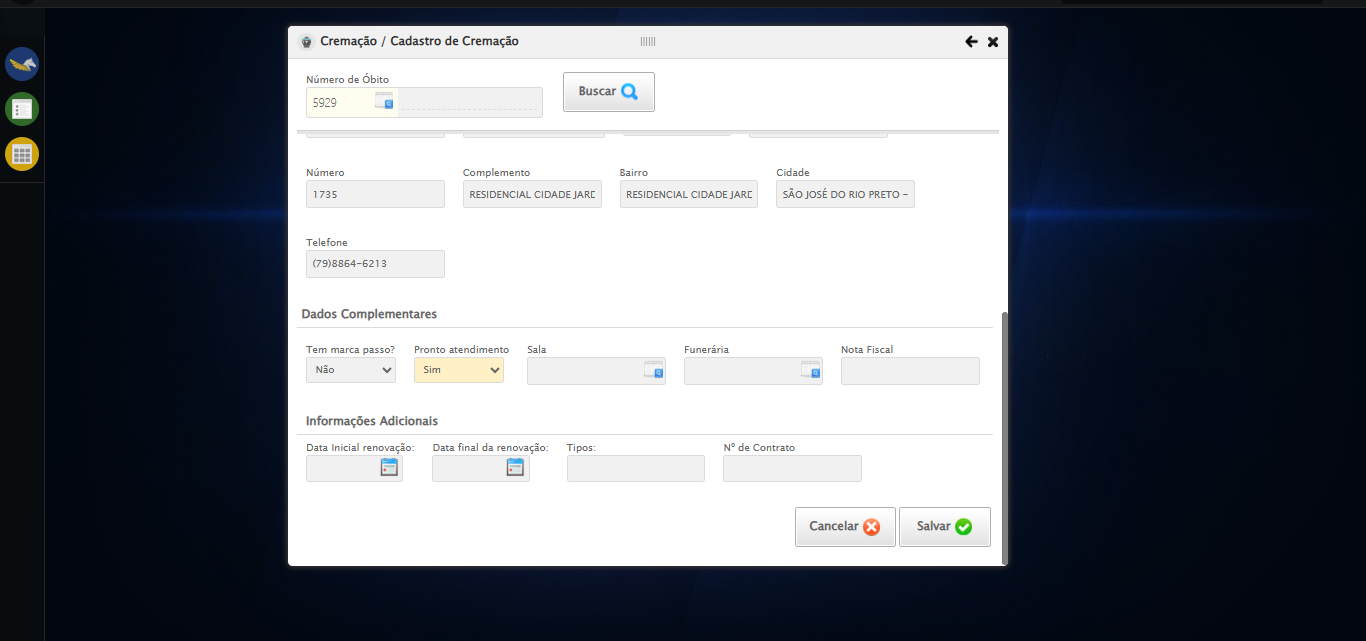 Cremação / Cadastro de Cremação
Número de Óbito
5929
Buscar
Número Complemento Bairro Cidade
1735 RESIDENCIAL CIDADE JARD RESIDENCIAL CIDADE JARD SÃO JOSÉ DO RIO PRETO -
Telefone
(79)8864-6213
Dados Complementares
Tem marca passo? Pronto atendimento Sala Funerária Nota Fiscal
Não Sim
Informações Adicionais
Data Inicial renovação: Data final da renovação: Tipos: Nº de Contrato
Cancelar Salvar